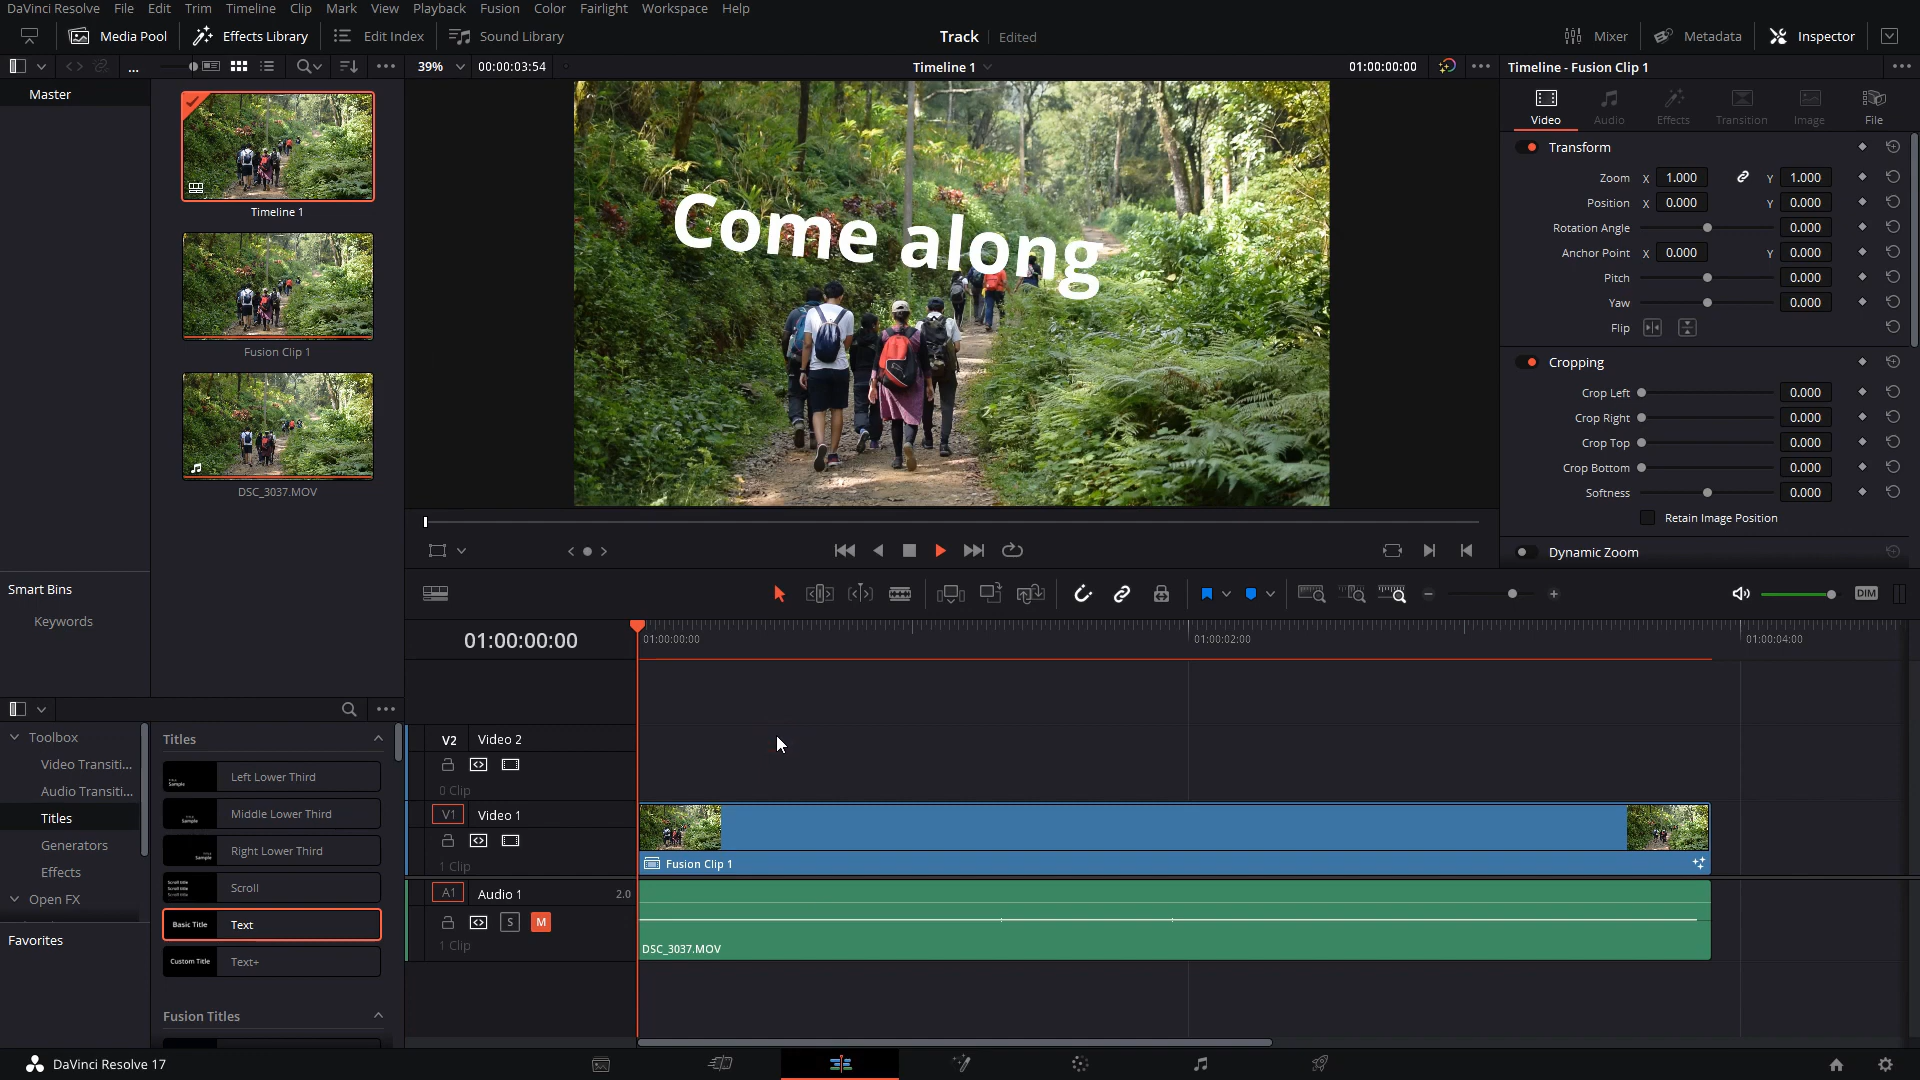 DaVinci Resolve File Edit Trim Timeline Clip Mark View Playback Fusion Color Fairlight Workspace Help
Media Pool Effects Library Edit Index Sound Library Track Edited Mixer Metadata Inspector
... 39% 00:00:03:54 Timeline 1 01:00:00:00 Timeline - Fusion Clip 1
Master
Timeline 1
Fusion Clip 1
DSC_3037.MOV
Smart Bins
Keywords
Come along
Video Audio Effects Transition Image File
Transform
Zoom X 1.000 Y 1.000
Position X 0.000 Y 0.000
Rotation Angle 0.000
Anchor Point X 0.000 Y 0.000
Pitch 0.000
Yaw 0.000
Flip
Cropping
Crop Left 0.000
Crop Right 0.000
Crop Top 0.000
Crop Bottom 0.000
Softness 0.000
Retain Image Position
Dynamic Zoom
DIM
Toolbox
Video Transiti...
Audio Transiti...
Titles
Generators
Effects
Open FX
Favorites
Titles
Left Lower Third
Middle Lower Third
Right Lower Third
Scroll
Basic Title Text
Custom Title Text+
Fusion Titles
01:00:00:00 01:00:00:00 01:00:02:00 01:00:04:00
V2 Video 2
0 Clip
V1 Video 1
1 Clip
Fusion Clip 1
A1 Audio 1 2.0
S M
1 Clip
DSC_3037.MOV
DaVinci Resolve 17